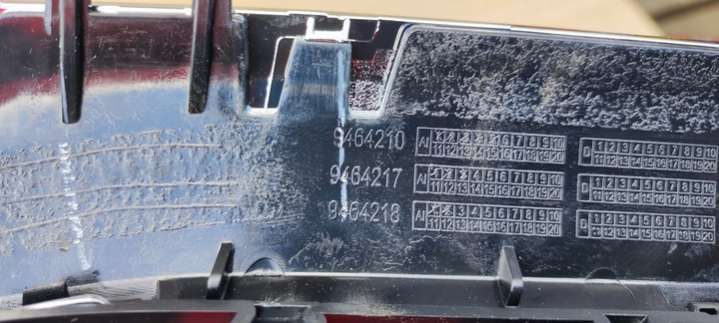 9464210 AI 1 2 3 4 5 6 7 8 9 10 D 1 2 3 4 5 6 7 8 9 10
11 12 13 14 15 16 17 18 19 20 11 12 13 14 15 16 17 18 19 20
9464217 AI 1 2 3 4 5 6 7 8 9 10 D 1 2 3 4 5 6 7 8 9 10
11 12 13 14 15 16 17 18 19 20 11 12 13 14 15 16 17 18 19 20
9464218 AI 3 4 5 6 7 8 9 10 D 1 2 3 4 5 6 7 8 9 10
11 12 13 14 15 16 17 18 19 20 12 13 14 15 16 17 18 19 20